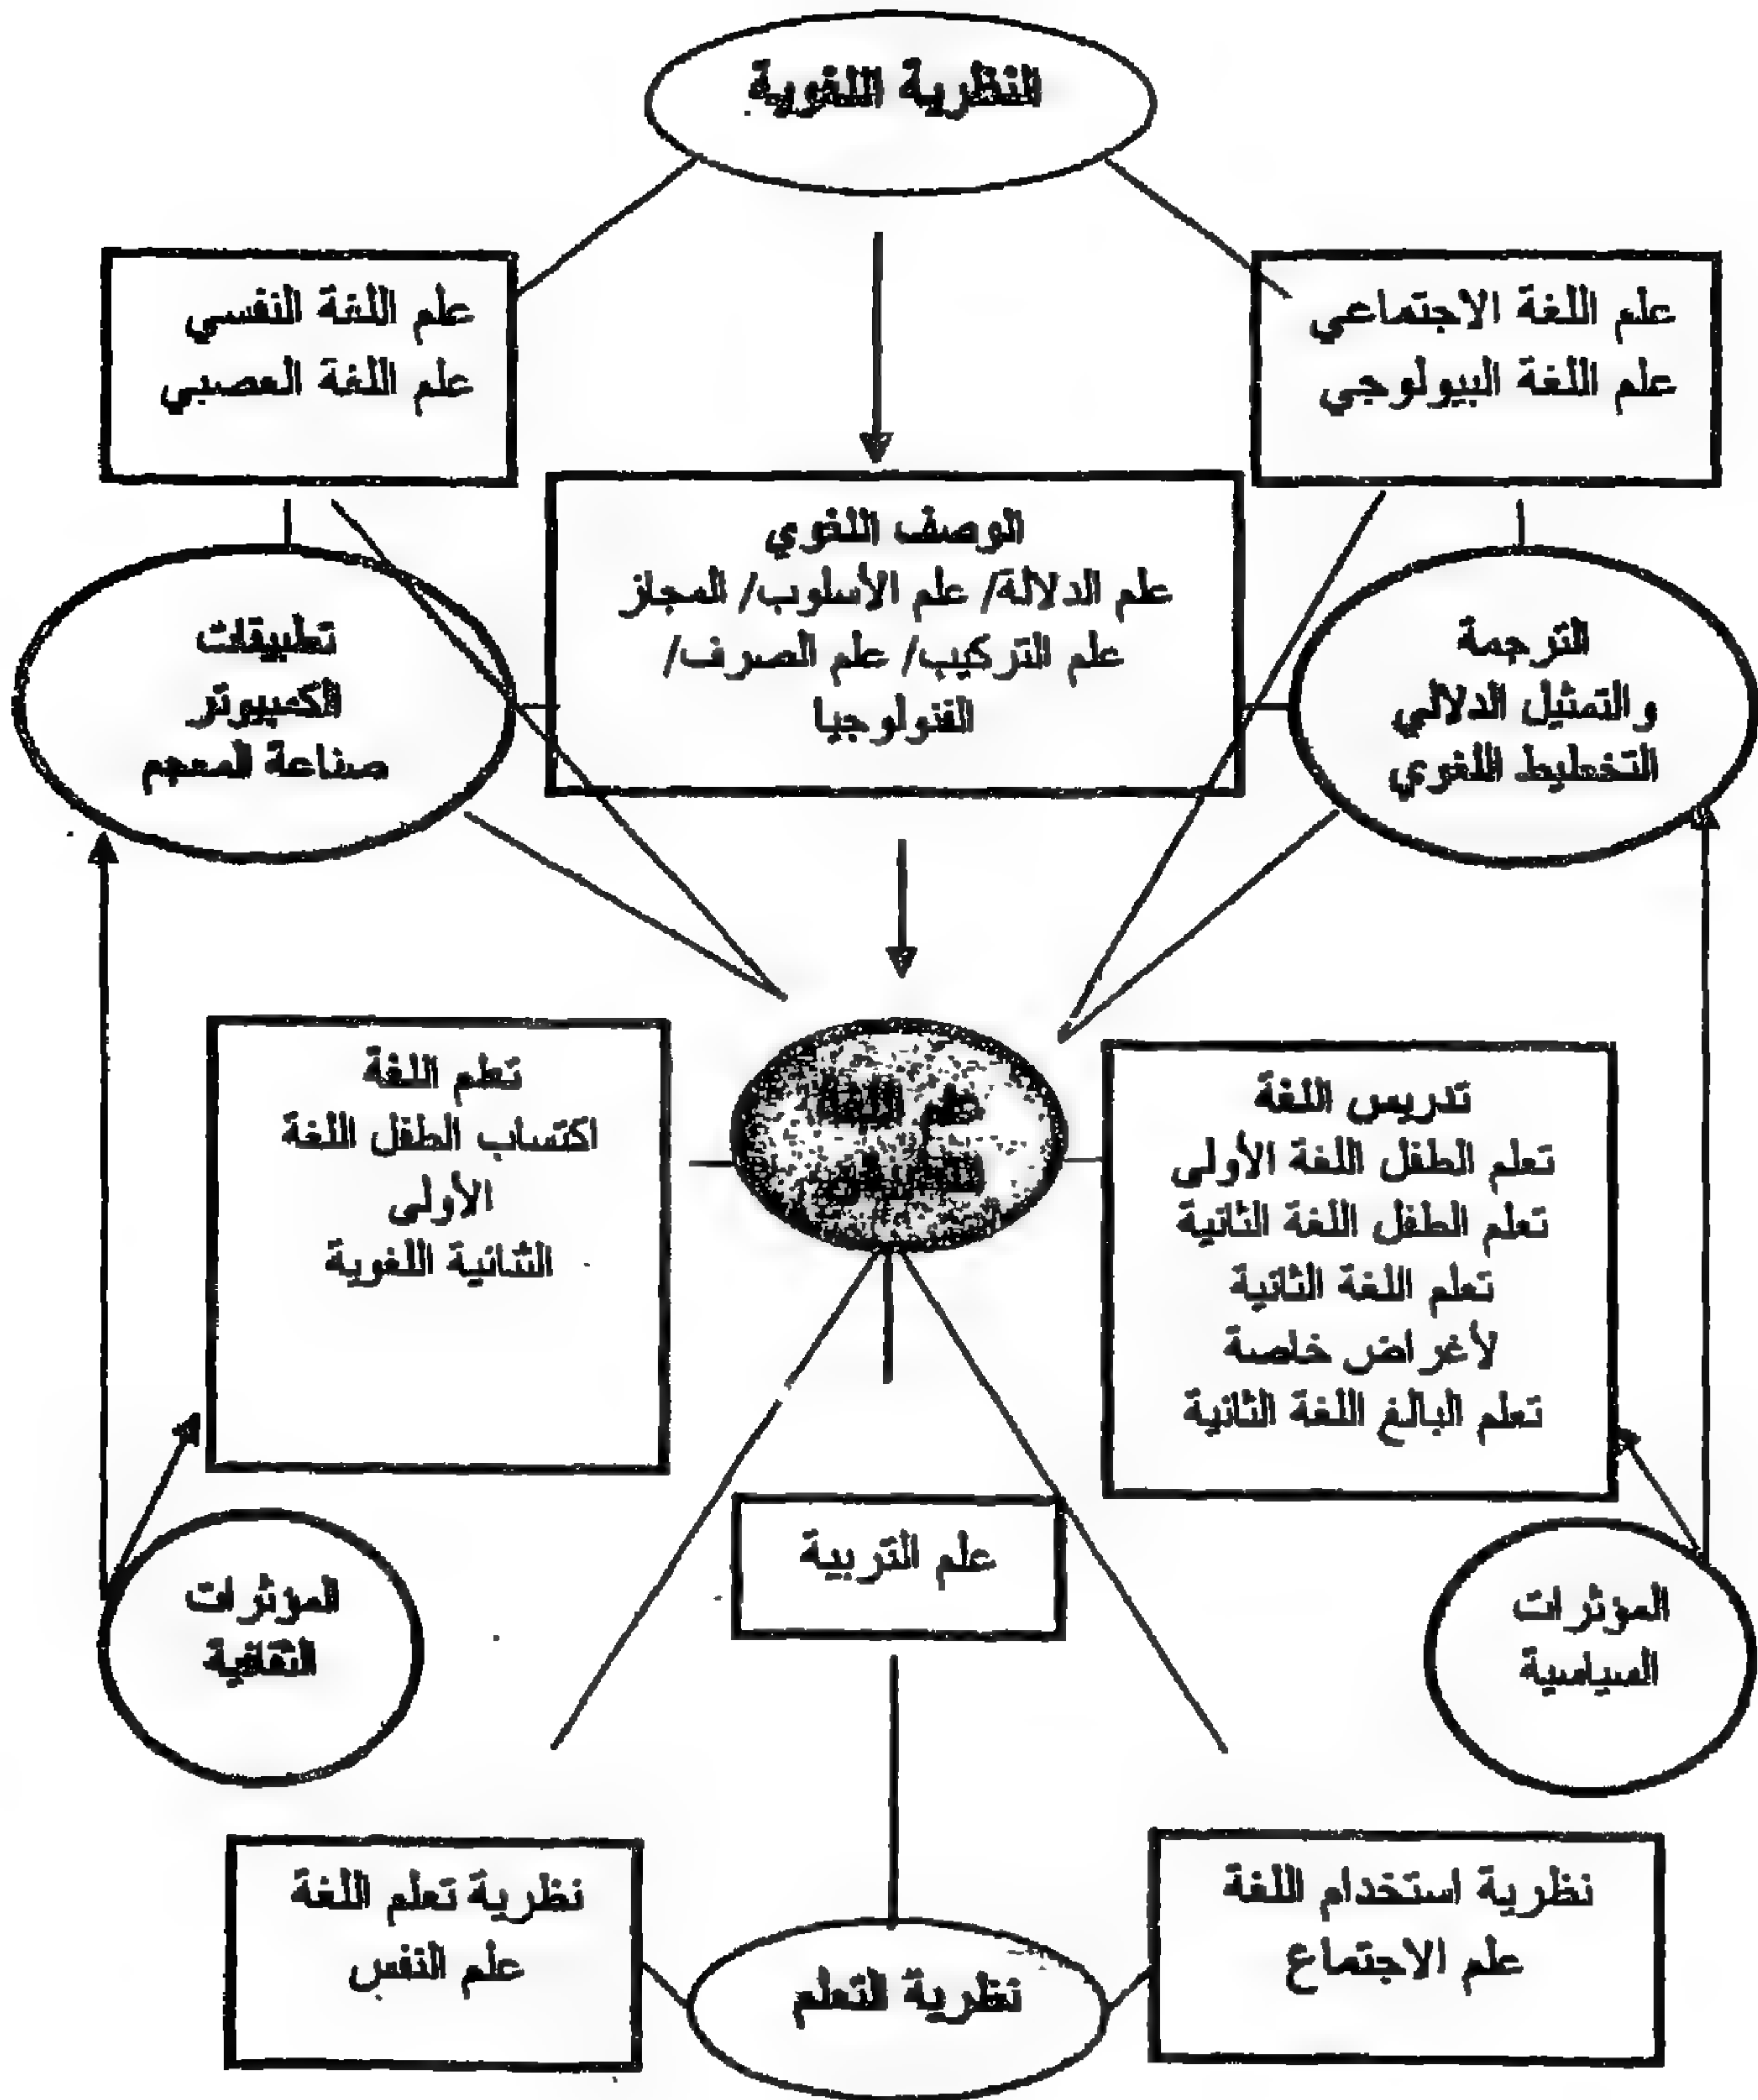 النظرية اللغوية
علم اللغة الاجتماعي
علم اللغة البيولوجي
علم اللغة النفسي
علم اللغة العصبي
الوصف اللغوي
علم الدلالة/ علم الأسلوب/ المجاز
علم التركيب/ علم الصرف/
الفنولوجيا
الترجمة
والتمثيل الدلالي
التخطيط اللغوي
تطبيقات
الكمبيوتر
صناعة المعجم
علم اللغة
التطبيقي
تدريس اللغة
تعلم الطفل اللغة الأولى
تعلم الطفل اللغة الثانية
تعلم اللغة الثانية
لأغراض خاصة
تعلم البالغ اللغة الثانية
تعلم اللغة
اكتساب الطفل اللغة
الأولى
الثنائية اللغوية
علم التربية
المؤثرات
السياسية
المؤثرات
الثقافية
نظرية استخدام اللغة
علم الاجتماع
نظرية تعلم اللغة
علم النفس
نظرية التعلم